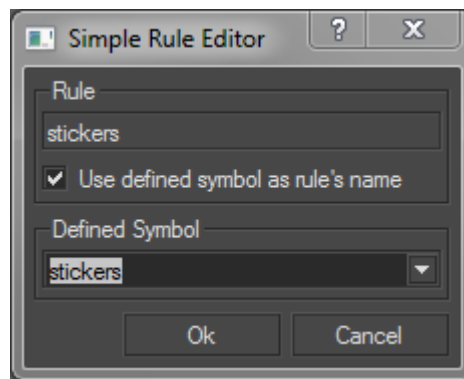 Simple Rule Editor
?
Rule
stickers
Use defined symbol as rule's name
Defined Symbol
stickers
Ok Cancel